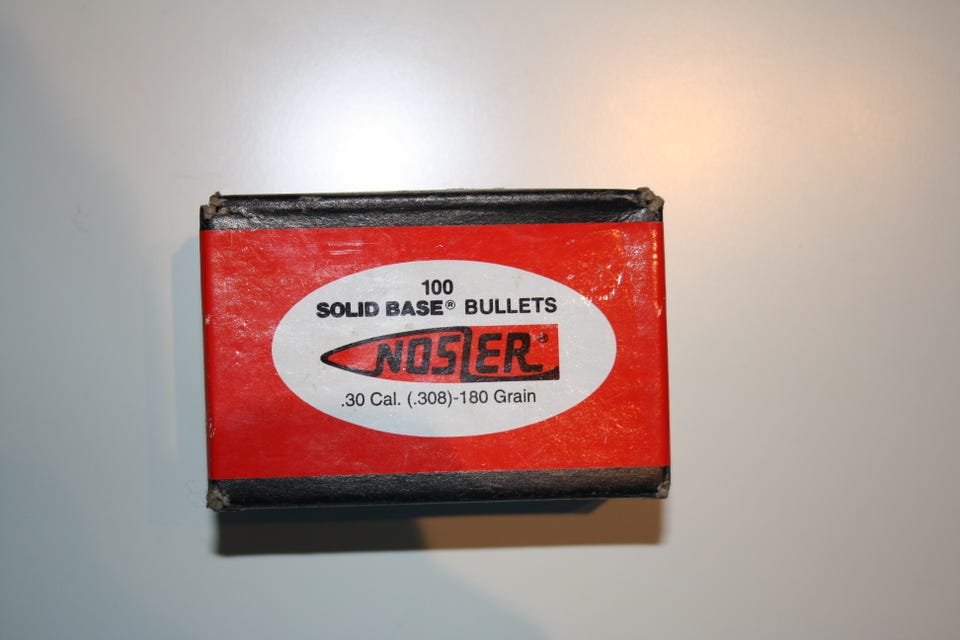 100
SOLID BASE® BULLETS
NOSLER®
.30 Cal. (.308)-180 Grain